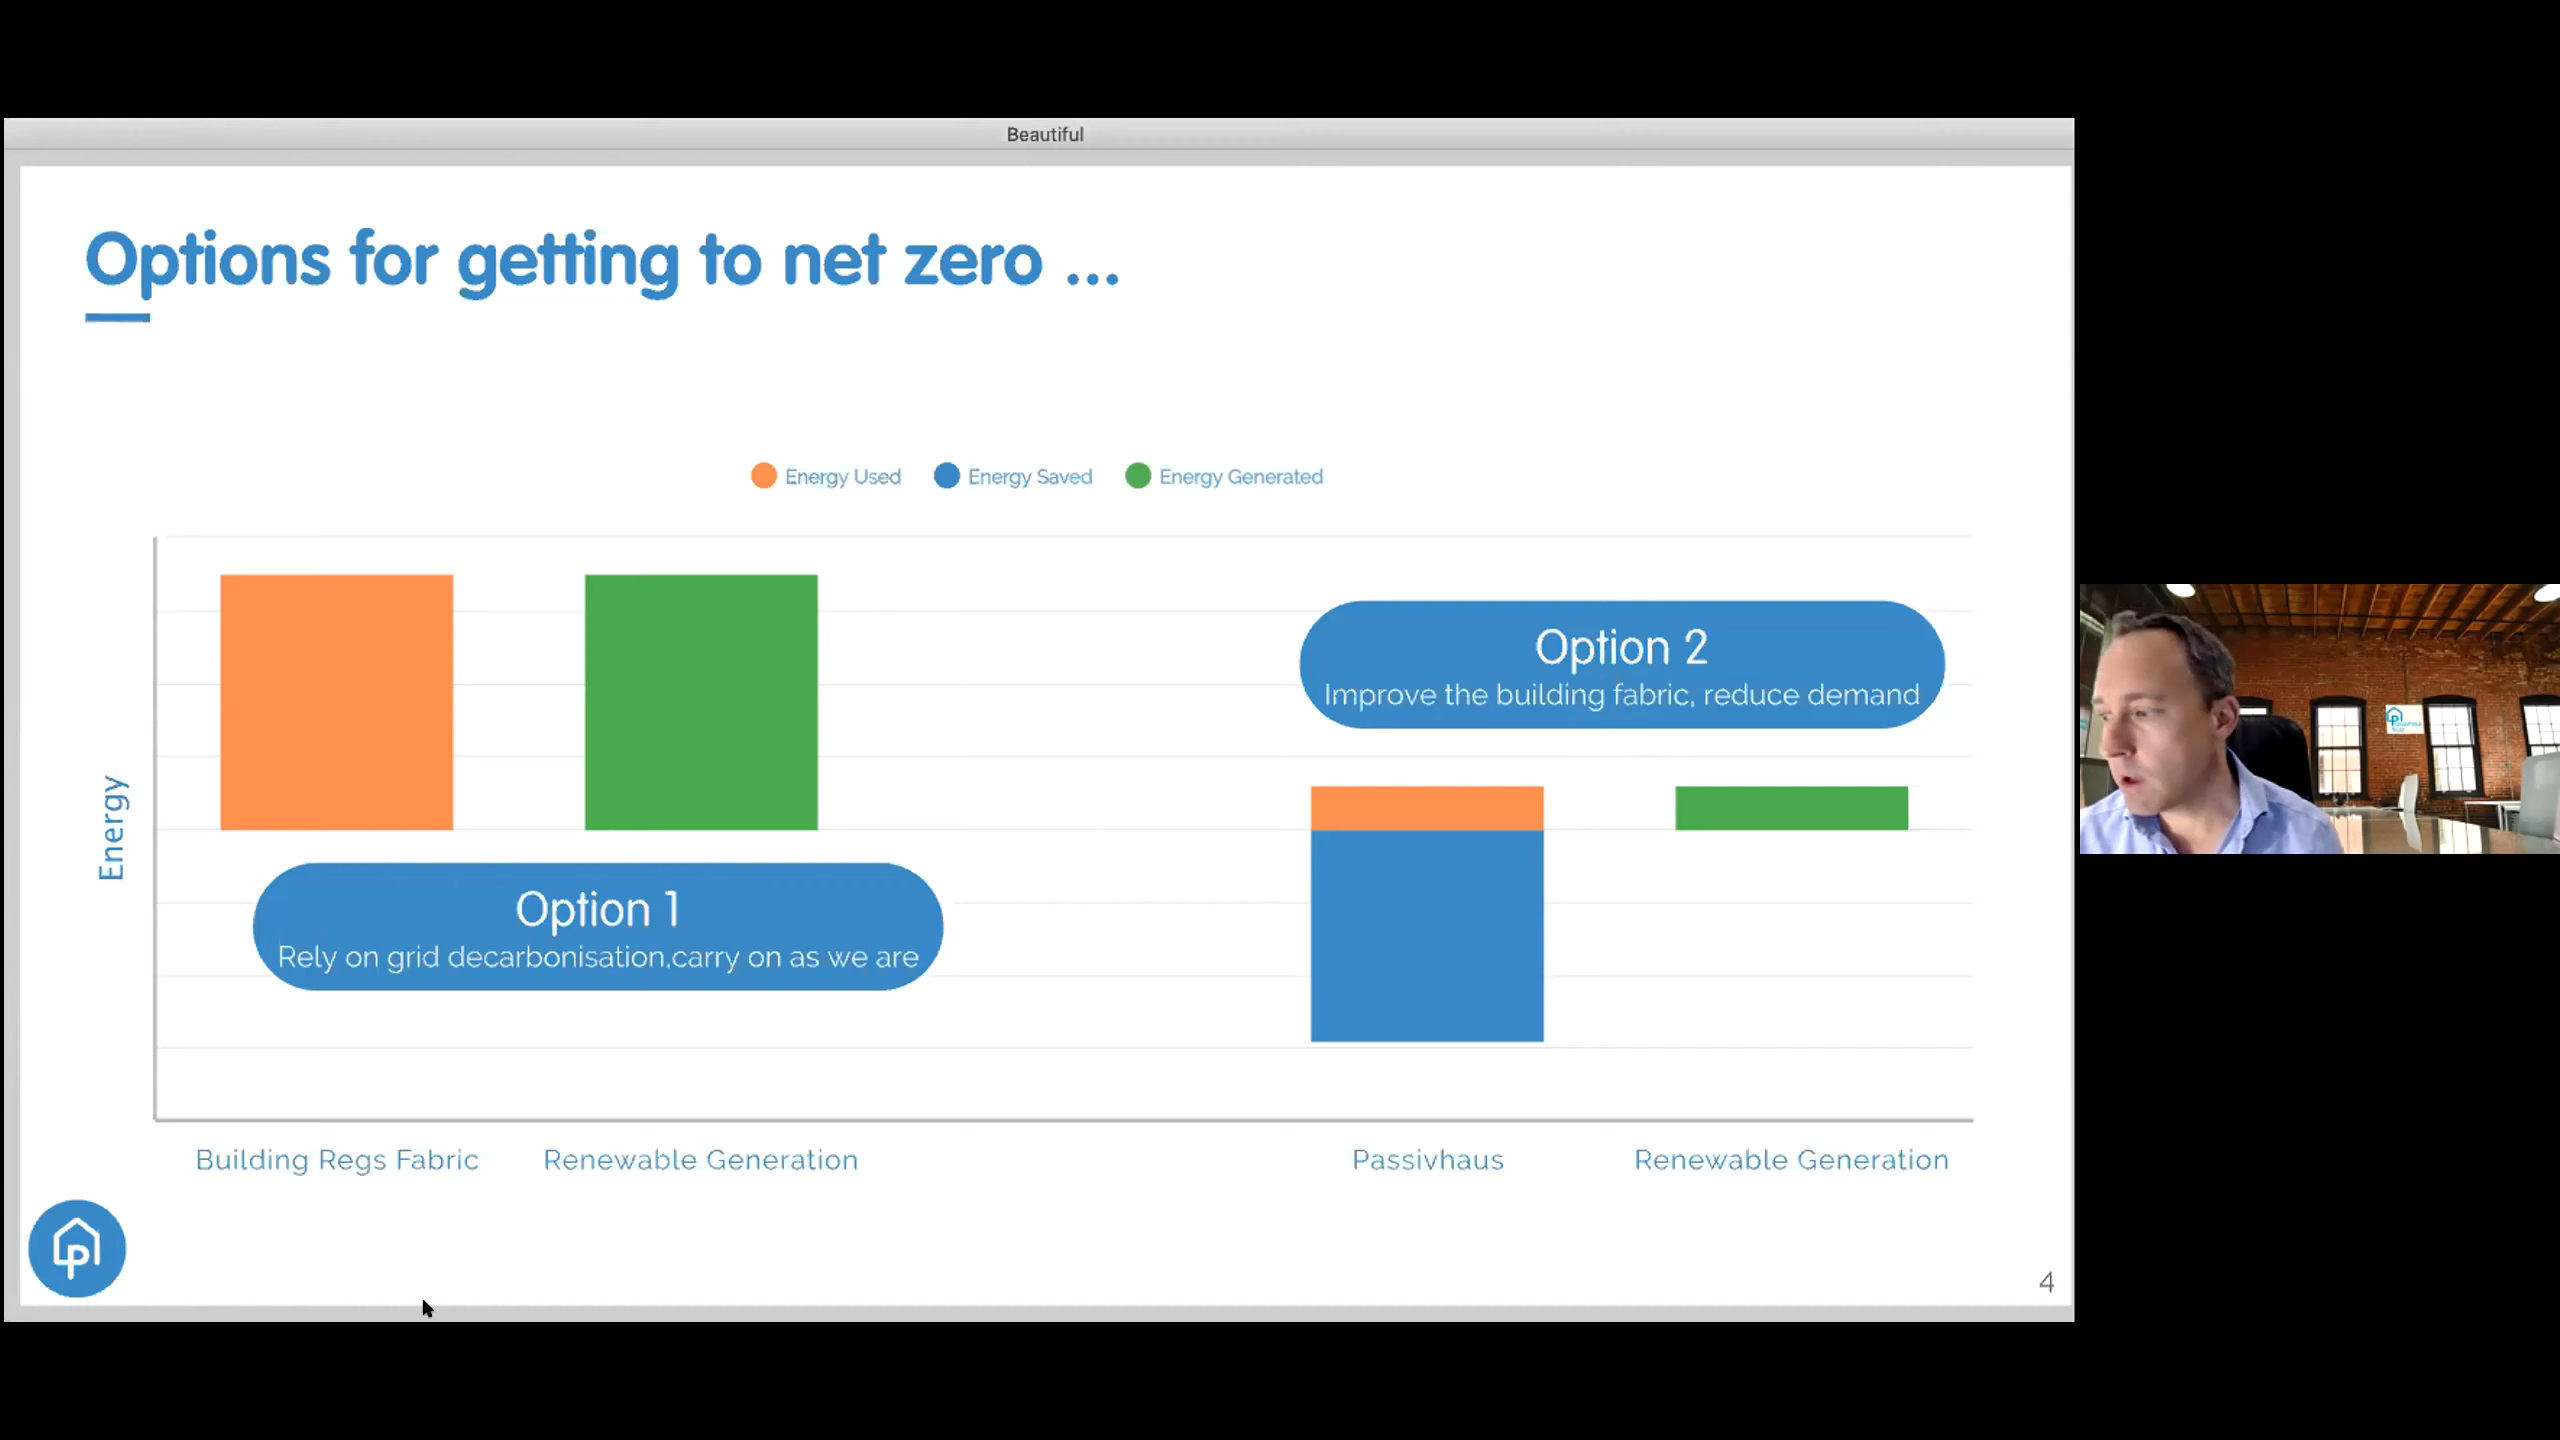 Beautiful
Options for getting to net zero ...
Energy Used
Energy Saved
Energy Generated
Option 2
Improve the building fabric, reduce demand
Energy
Option 1
Rely on grid decarbonisation,carry on as we are
Building Regs Fabric
Renewable Generation
Passivhaus
Renewable Generation
4